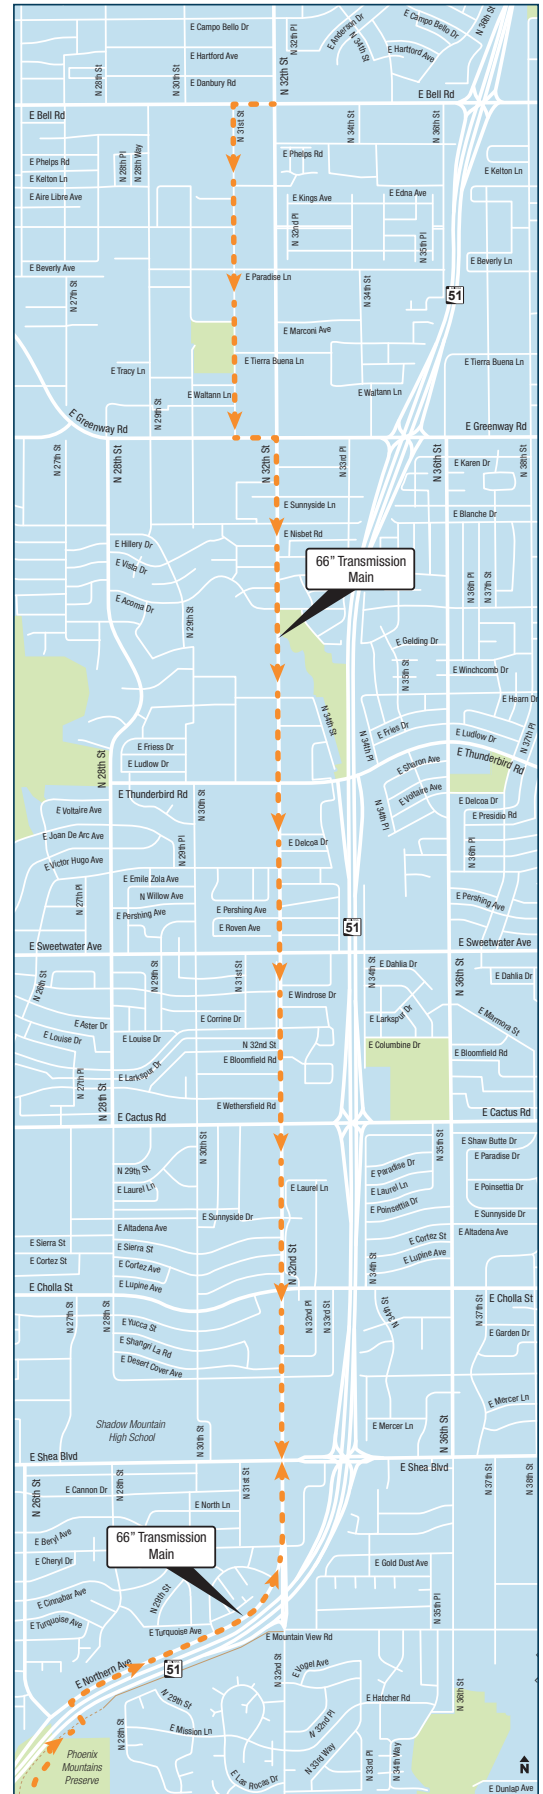 E Campo Bello Dr
N 32th Pl
E Anderson Dr
N 34th St
E Campo Bello Dr
N 36th St
E Hartford Ave
E Hartford Ave
N 28th St
N 30th St
E Danbury Rd
N 32th St
E Bell Rd
E Bell Rd
N 31st St
N 34th St
N 36th St
N 28th Pl
N 28th Way
E Phelps Rd
E Phelps Rd
E Kelton Ln
E Kelton Ln
E Aire Libre Ave
E Kings Ave
E Edna Ave
N 32nd Pl
N 35th Pl
E Beverly Ave
E Beverly Ln
E Paradise Ln
N 27th St
N 34th St
51
E Marconi Ave
E Tracy Ln
E Tierra Buena Ln
E Tierra Buena Ln
E Waltann Ln
E Waltann Ln
N 29th St
E Greenway Rd
E Greenway Rd
N 27th St
N 28th St
N 32th St
N 33rd Pl
N 36th St
E Karen Dr
N 38th St
E Sunnyside Ln
E Blanche Dr
E Nisbet Rd
E Hillery Dr
E Vista Dr
66” Transmission
Main
N 36th Pl
N 37th St
E Acoma Dr
N 29th St
E Gelding Dr
N 35th St
E Winchcomb Dr
E Hearn Dr
N 34th St
N 34th Pl
E Fries Dr
E Ludlow Dr
N 37th Pl
E Friess Dr
E Ludlow Dr
N 28th St
E Sharon Ave
E Thunderbird Rd
E Thunderbird Rd
N 30th St
E Voltaire Ave
E Voltaire Ave
N 34th Pl
E Delcoa Dr
E Presidio Rd
E Joan De Arc Ave
N 29th Pl
E Delcoa Dr
N 36th Pl
E Victor Hugo Ave
E Emile Zola Ave
N 27th Pl
N Willow Ave
E Pershing Ave
E Pershing Ave
E Pershing Ave
E Roven Ave
51
E Sweetwater Ave
E Sweetwater Ave
N 26th St
N 29th St
N 31st St
N 34th St
E Dahlia Dr
N 36th St
E Dahlia Dr
E Windrose Dr
E Aster Dr
E Corrine Dr
E Larkspur Dr
E Marmora St
E Louise Dr
E Louise Dr
N 32nd St
E Columbine Dr
E Bloomfield Rd
E Bloomfield Rd
N 27th Pl
E Larkspur Dr
N 28th St
E Wethersfield Rd
E Cactus Rd
E Cactus Rd
N 30th St
N 35th St
E Shaw Butte Dr
E Paradise Dr
N 29th St
E Paradise Dr
E Laurel Ln
E Laurel Ln
E Laurel Ln
E Poinsettia Dr
E Poinsettia Dr
E Sunnyside Dr
E Sunnyside Dr
E Altadena Ave
E Altadena Ave
E Sierra St
E Sierra St
E Cortez St
E Cortez St
E Cortez Ave
E Lupine Ave
N 32nd St
N 34th St
E Cholla St
E Lupine Ave
E Cholla St
N 27th St
N 28th St
E Yucca St
N 32nd Pl
N 33rd St
N 34th St
N 37th St
E Shangri La Rd
E Garden Dr
E Desert Cover Ave
E Mercer Ln
Shadow Mountain
High School
N 30th St
E Mercer Ln
N 36th St
E Shea Blvd
E Shea Blvd
N 26th St
E Cannon Dr
N 28th St
N 31st St
N 37th St
N 38th St
E North Ln
E Beryl Ave
66” Transmission
Main
E Cheryl Dr
E Gold Dust Ave
E Cinnabar Ave
N 29th St
N 35th Pl
E Turquoise Ave
E Turquoise Ave
E Mountain View Rd
E Northern Ave
51
N 32nd St
E Vogel Ave
N 36th St
N 29th St
E Hatcher Rd
N 28th St
E Mission Ln
N 32nd Pl
N 33rd Way
N 33rd Pl
N 34th Way
Phoenix
Mountains
Preserve
E Las Rocas Dr
N
E Dunlap Ave